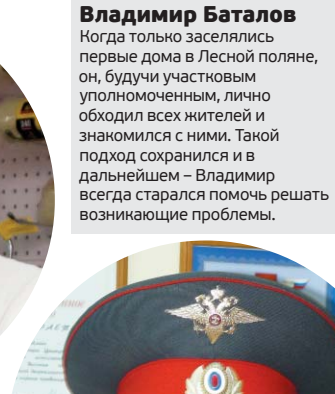 Владимир Баталов
Когда только заселялись
первые дома в Лесной поляне,
он, будучи участковым
уполномоченным, лично
обходил всех жителей и
знакомился с ними. Такой
подход сохранился и в
дальнейшем – Владимир
всегда старался помочь решать
возникающие проблемы.